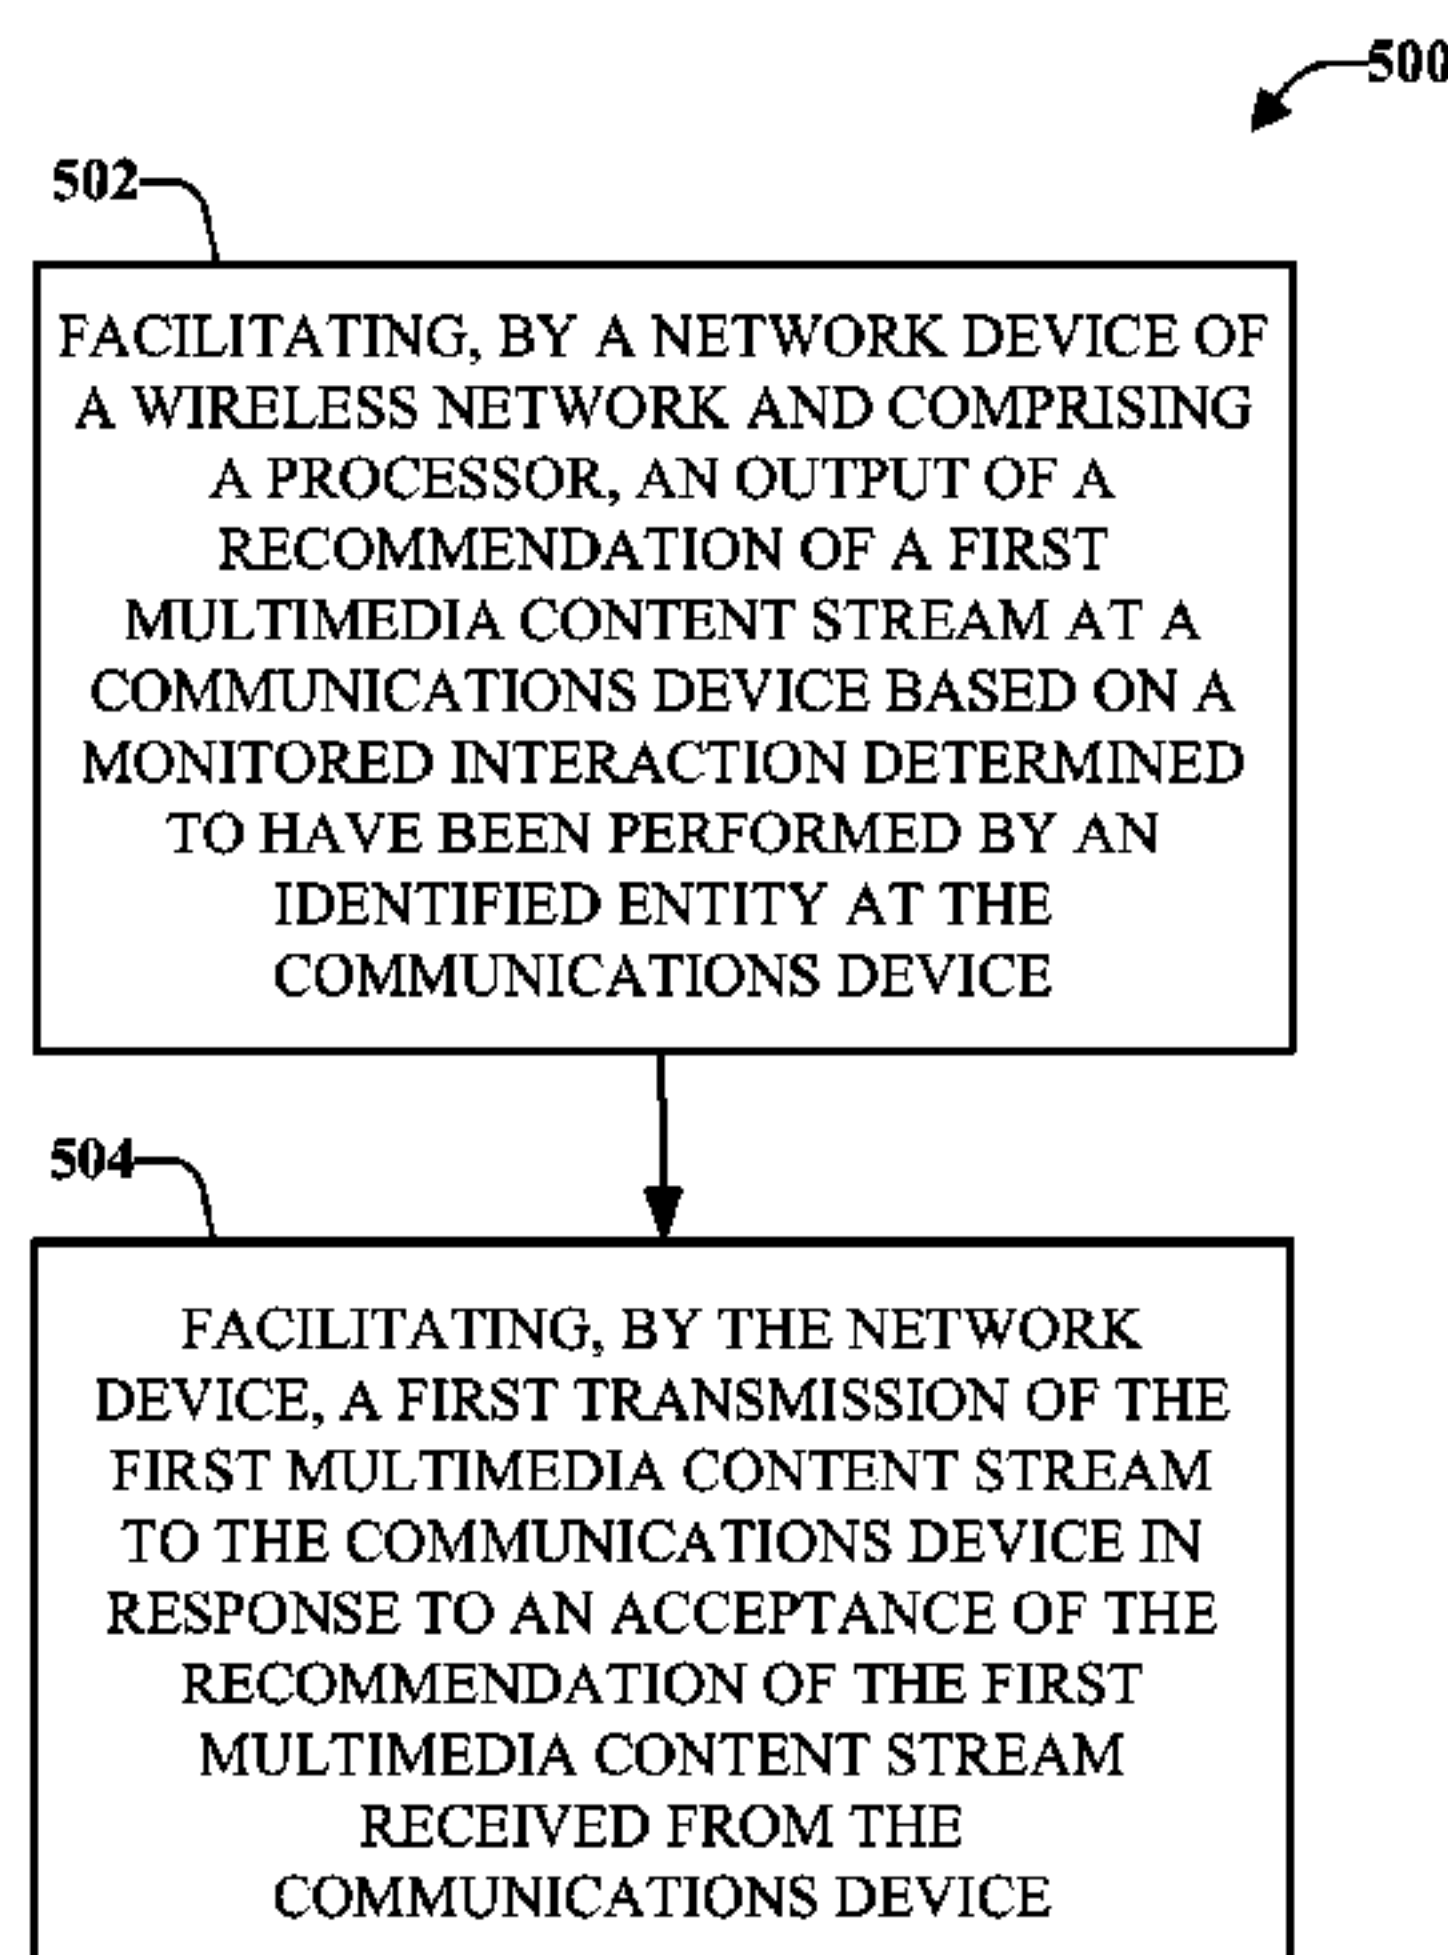 500
502
FACILITATING, BY A NETWORK DEVICE OF
A WIRELESS NETWORK AND COMPRISING
A PROCESSOR, AN OUTPUT OF A
RECOMMENDATION OF A FIRST
MULTIMEDIA CONTENT STREAM AT A
COMMUNICATIONS DEVICE BASED ON A
MONITORED INTERACTION DETERMINED
TO HAVE BEEN PERFORMED BY AN
IDENTIFIED ENTITY AT THE
COMMUNICATIONS DEVICE
504
FACILITATING, BY THE NETWORK
DEVICE, A FIRST TRANSMISSION OF THE
FIRST MULTIMEDIA CONTENT STREAM
TO THE COMMUNICATIONS DEVICE IN
RESPONSE TO AN ACCEPTANCE OF THE
RECOMMENDATION OF THE FIRST
MULTIMEDIA CONTENT STREAM
RECEIVED FROM THE
COMMUNICATIONS DEVICE